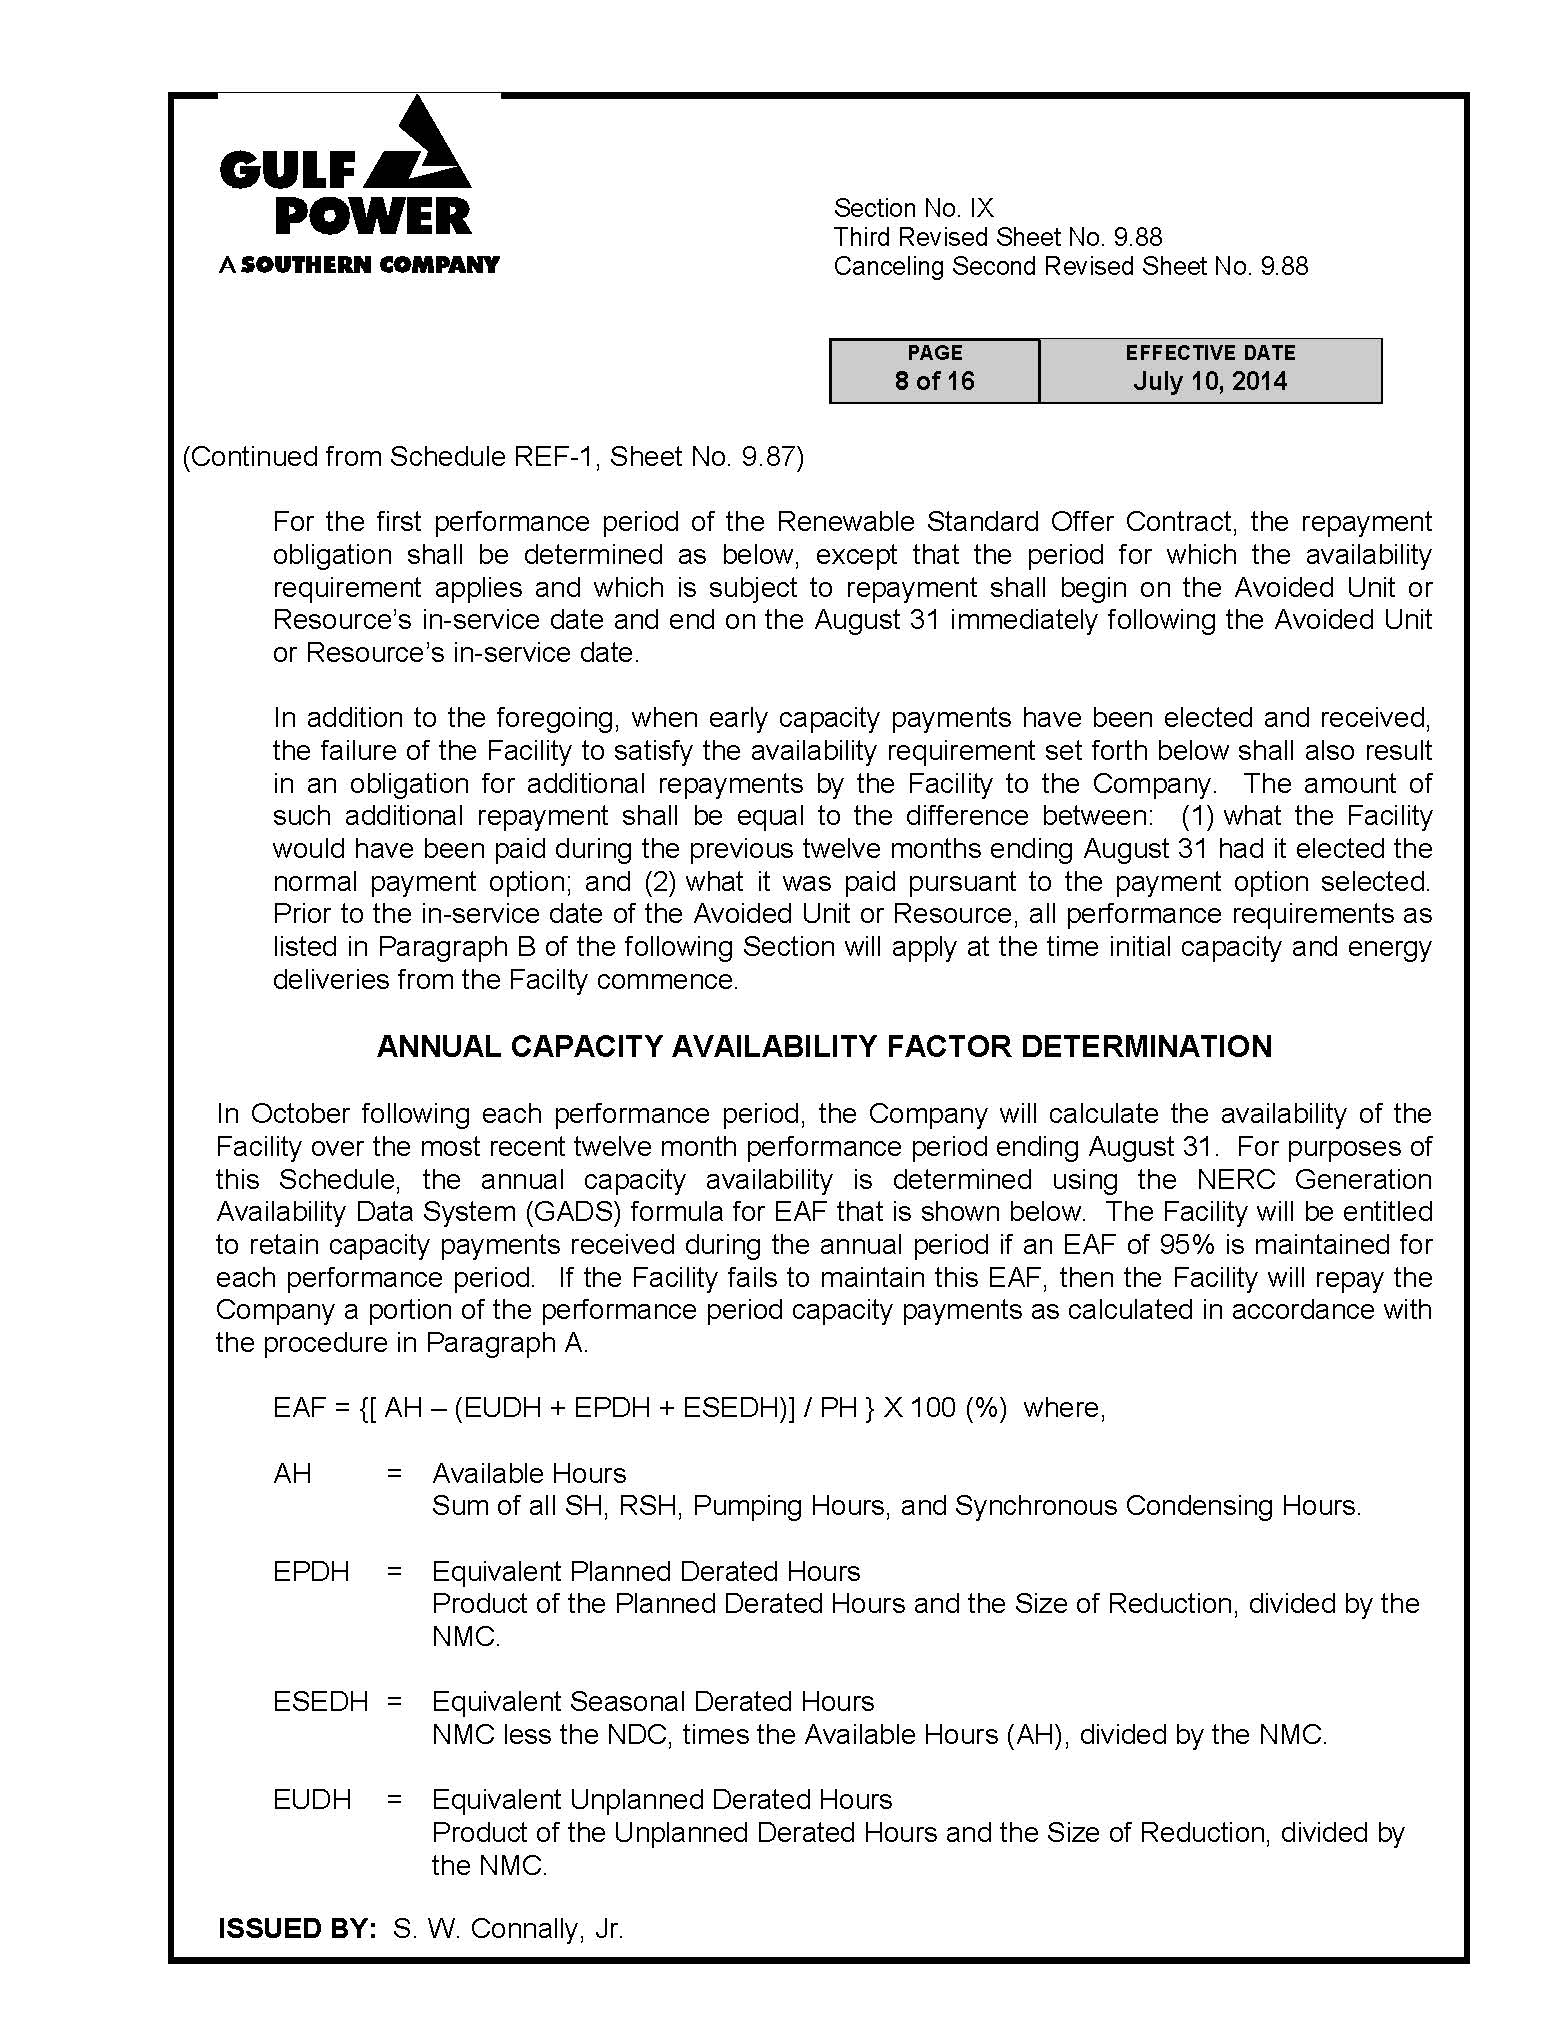 GULF
POWER
A SOUTHERN COMPANY
Section No. IX
Third Revised Sheet No. 9.88
Canceling Second Revised Sheet No. 9.88
PAGE EFFECTIVE DATE
8 of 16 July 10, 2014
(Continued from Schedule REF-1, Sheet No. 9.87)
For the first performance period of the Renewable Standard Offer Contract, the repayment
obligation shall be determined as below, except that the period for which the availability
requirement applies and which is subject to repayment shall begin on the Avoided Unit or
Resource’s in-service date and end on the August 31 immediately following the Avoided Unit
or Resource’s in-service date.
In addition to the foregoing, when early capacity payments have been elected and received,
the failure of the Facility to satisfy the availability requirement set forth below shall also result
in an obligation for additional repayments by the Facility to the Company. The amount of
such additional repayment shall be equal to the difference between: (1) what the Facility
would have been paid during the previous twelve months ending August 31 had it elected the
normal payment option; and (2) what it was paid pursuant to the payment option selected.
Prior to the in-service date of the Avoided Unit or Resource, all performance requirements as
listed in Paragraph B of the following Section will apply at the time initial capacity and energy
deliveries from the Facilty commence.
ANNUAL CAPACITY AVAILABILITY FACTOR DETERMINATION
In October following each performance period, the Company will calculate the availability of the
Facility over the most recent twelve month performance period ending August 31. For purposes of
this Schedule, the annual capacity availability is determined using the NERC Generation
Availability Data System (GADS) formula for EAF that is shown below. The Facility will be entitled
to retain capacity payments received during the annual period if an EAF of 95% is maintained for
each performance period. If the Facility fails to maintain this EAF, then the Facility will repay the
Company a portion of the performance period capacity payments as calculated in accordance with
the procedure in Paragraph A.
EAF = {[ AH – (EUDH + EPDH + ESEDH)] / PH } X 100 (%) where,
AH = Available Hours
Sum of all SH, RSH, Pumping Hours, and Synchronous Condensing Hours.
EPDH = Equivalent Planned Derated Hours
Product of the Planned Derated Hours and the Size of Reduction, divided by the
NMC.
ESEDH = Equivalent Seasonal Derated Hours
NMC less the NDC, times the Available Hours (AH), divided by the NMC.
EUDH = Equivalent Unplanned Derated Hours
Product of the Unplanned Derated Hours and the Size of Reduction, divided by
the NMC.
ISSUED BY: S. W. Connally, Jr.